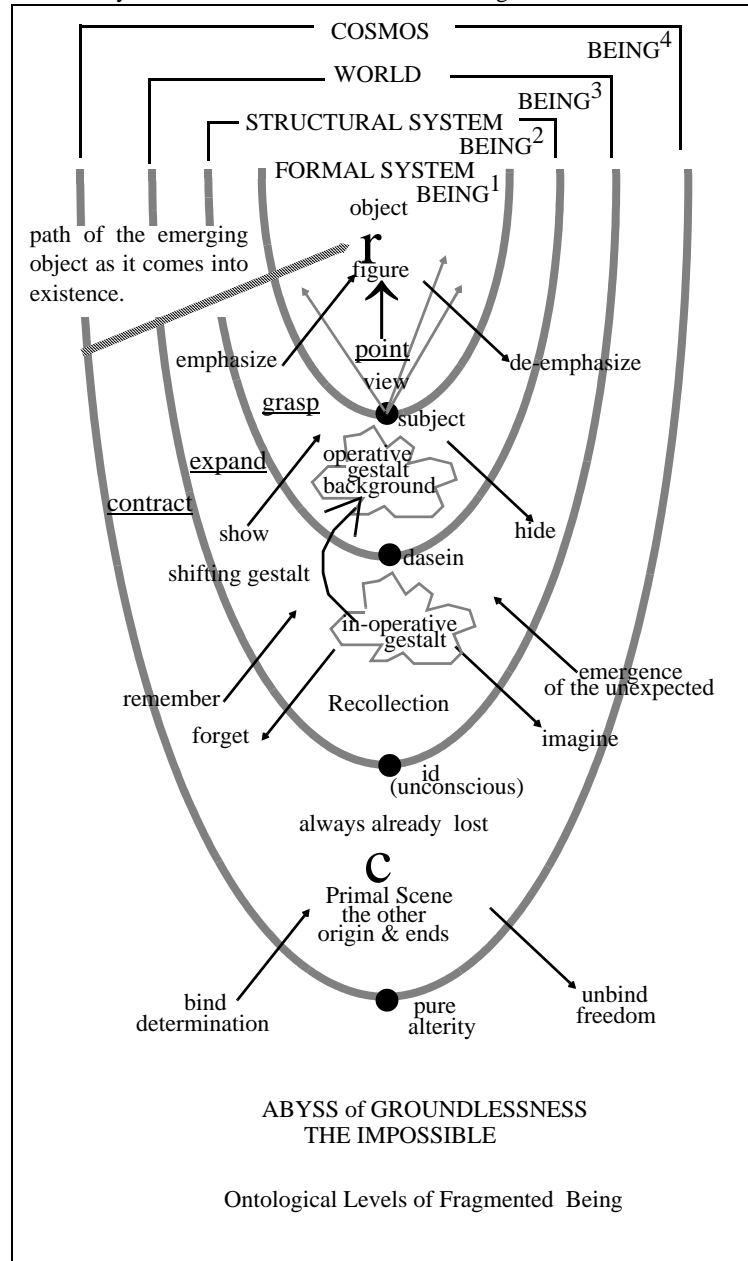 COSMOS
BEING4
WORLD
BEING3
STRUCTURAL SYSTEM
BEING2
FORMAL SYSTEM
BEING1
object
r
figure
path of the emerging
object as it comes into
existence.
emphasize
point
de-emphasize
view
grasp
subject
operative
gestalt
background
expand
contract
show
hide
dasein
shifting gestalt
in-operative
gestalt
emergence
of the unexpected
remember
Recollection
forget
imagine
id
(unconscious)
always already lost
c
Primal Scene
the other
origin & ends
bind
determination
unbind
freedom
pure
alterity
ABYSS of GROUNDLESSNESS
THE IMPOSSIBLE
Ontological Levels of Fragmented Being